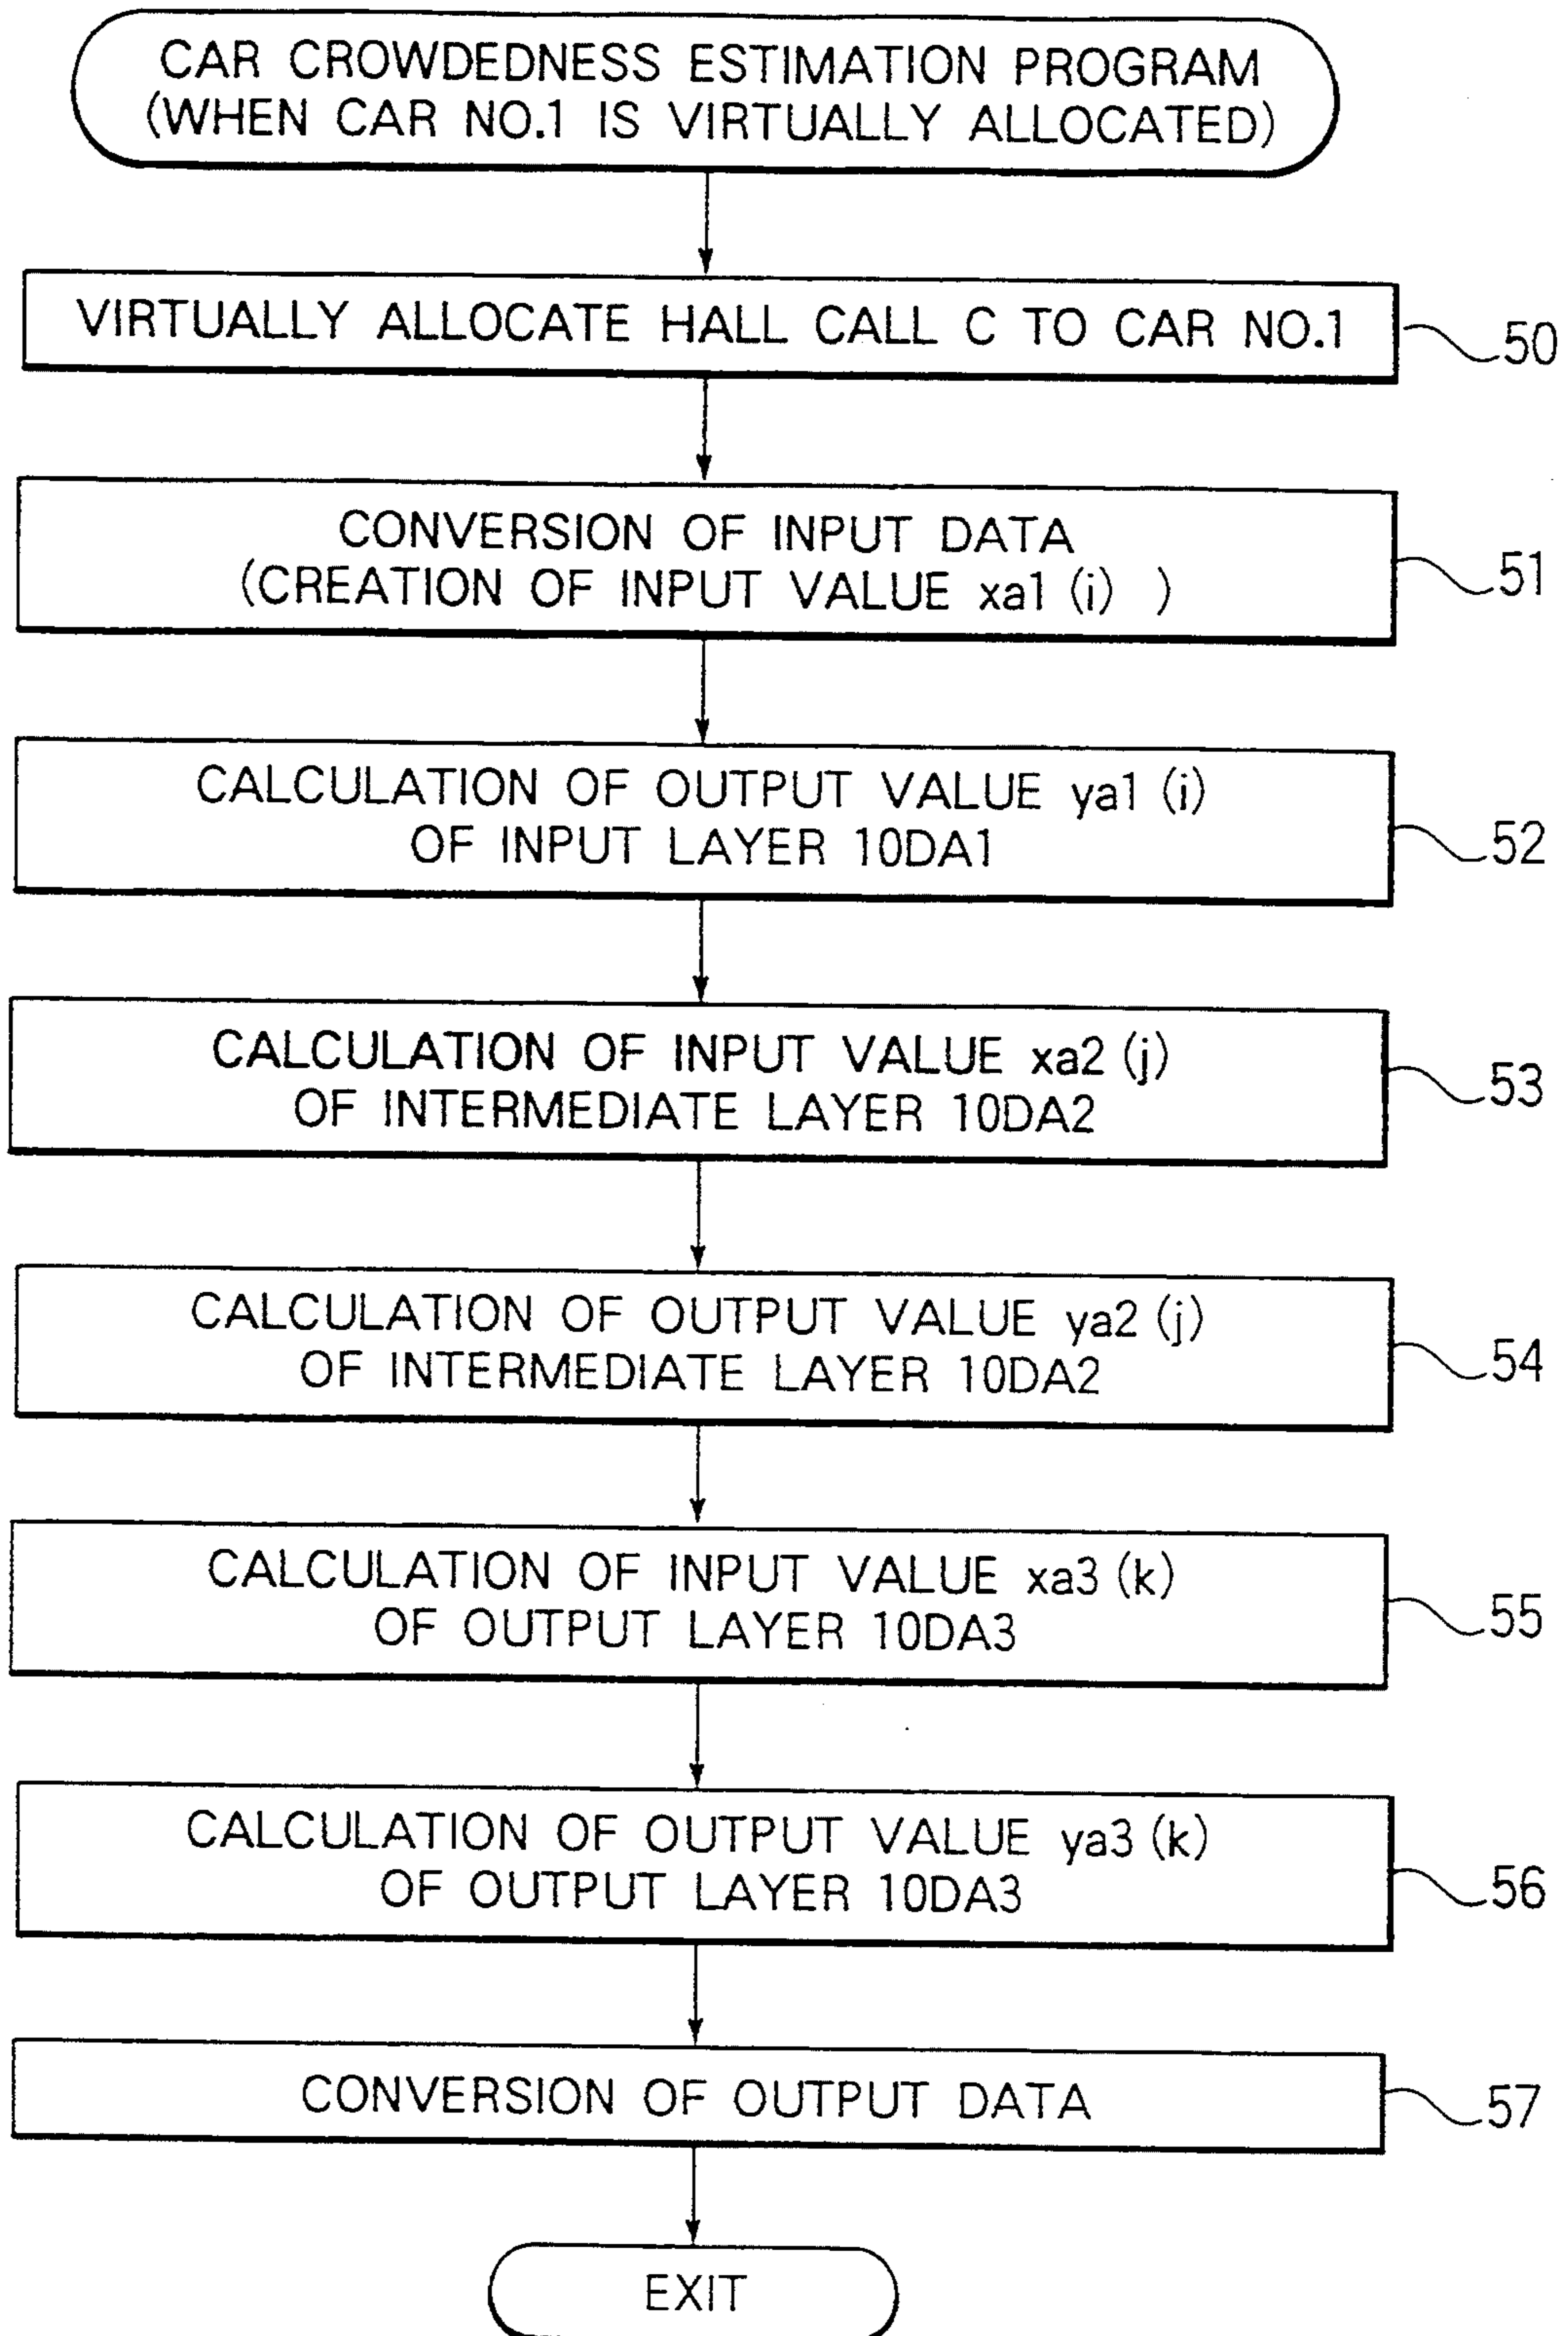 CAR CROWDEDNESS ESTIMATION PROGRAM
(WHEN CAR NO.1 IS VIRTUALLY ALLOCATED)
VIRTUALLY ALLOCATE HALL CALL C TO CAR NO.1
50
CONVERSION OF INPUT DATA
(CREATION OF INPUT VALUE xa1 (i) )
51
CALCULATION OF OUTPUT VALUE ya1 (i)
OF INPUT LAYER 10DA1
52
CALCULATION OF INPUT VALUE xa2 (j)
OF INTERMEDIATE LAYER 10DA2
53
CALCULATION OF OUTPUT VALUE ya2 (j)
OF INTERMEDIATE LAYER 10DA2
54
CALCULATION OF INPUT VALUE xa3 (k)
OF OUTPUT LAYER 10DA3
55
CALCULATION OF OUTPUT VALUE ya3 (k)
OF OUTPUT LAYER 10DA3
56
CONVERSION OF OUTPUT DATA
57
EXIT